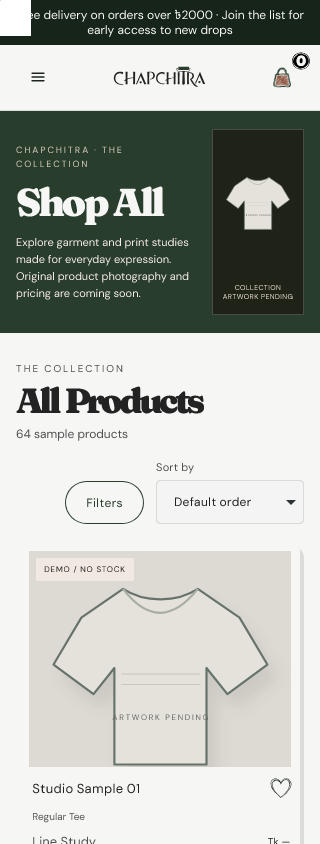 ee delivery on orders over ৳2000 · Join the list for
early access to new drops
CHAPCHITRA
0
CHAPCHITRA · THE
COLLECTION
Shop All
Explore garment and print studies
made for everyday expression.
Original product photography and
pricing are coming soon.
ARTWORK PENDING
COLLECTION
ARTWORK PENDING
THE COLLECTION
All Products
64 sample products
Sort by
Filters
Default order
DEMO / NO STOCK
ARTWORK PENDING
Studio Sample 01
Regular Tee
Line Study
Tk —